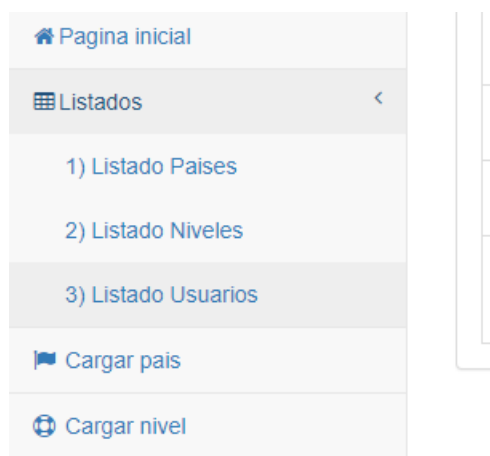 Pagina inicial
Listados
1) Listado Paises
2) Listado Niveles
3) Listado Usuarios
Cargar pais
Cargar nivel